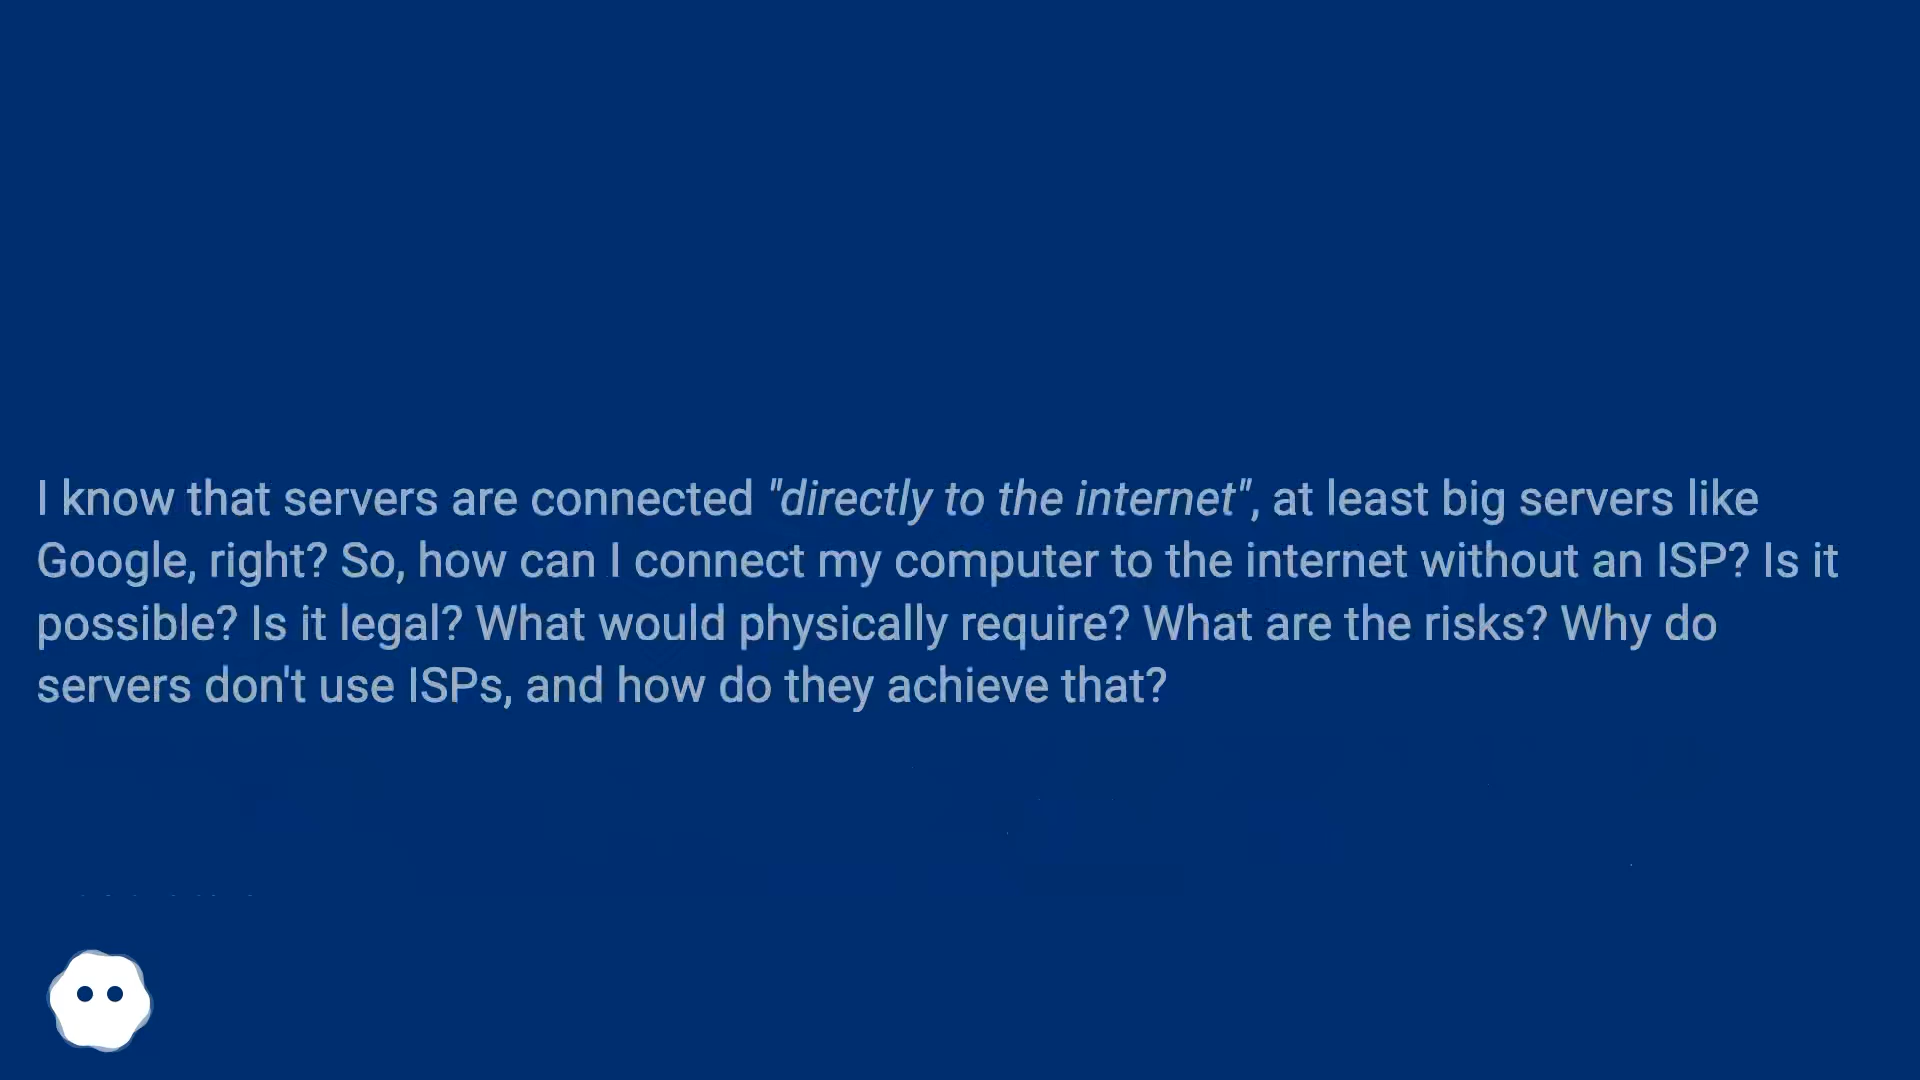 I know that servers are connected "directly to the internet", at least big servers like
Google, right? So, how can I connect my computer to the internet without an ISP? Is it
possible? Is it legal? What would physically require? What are the risks? Why do
servers don't use ISPs, and how do they achieve that?